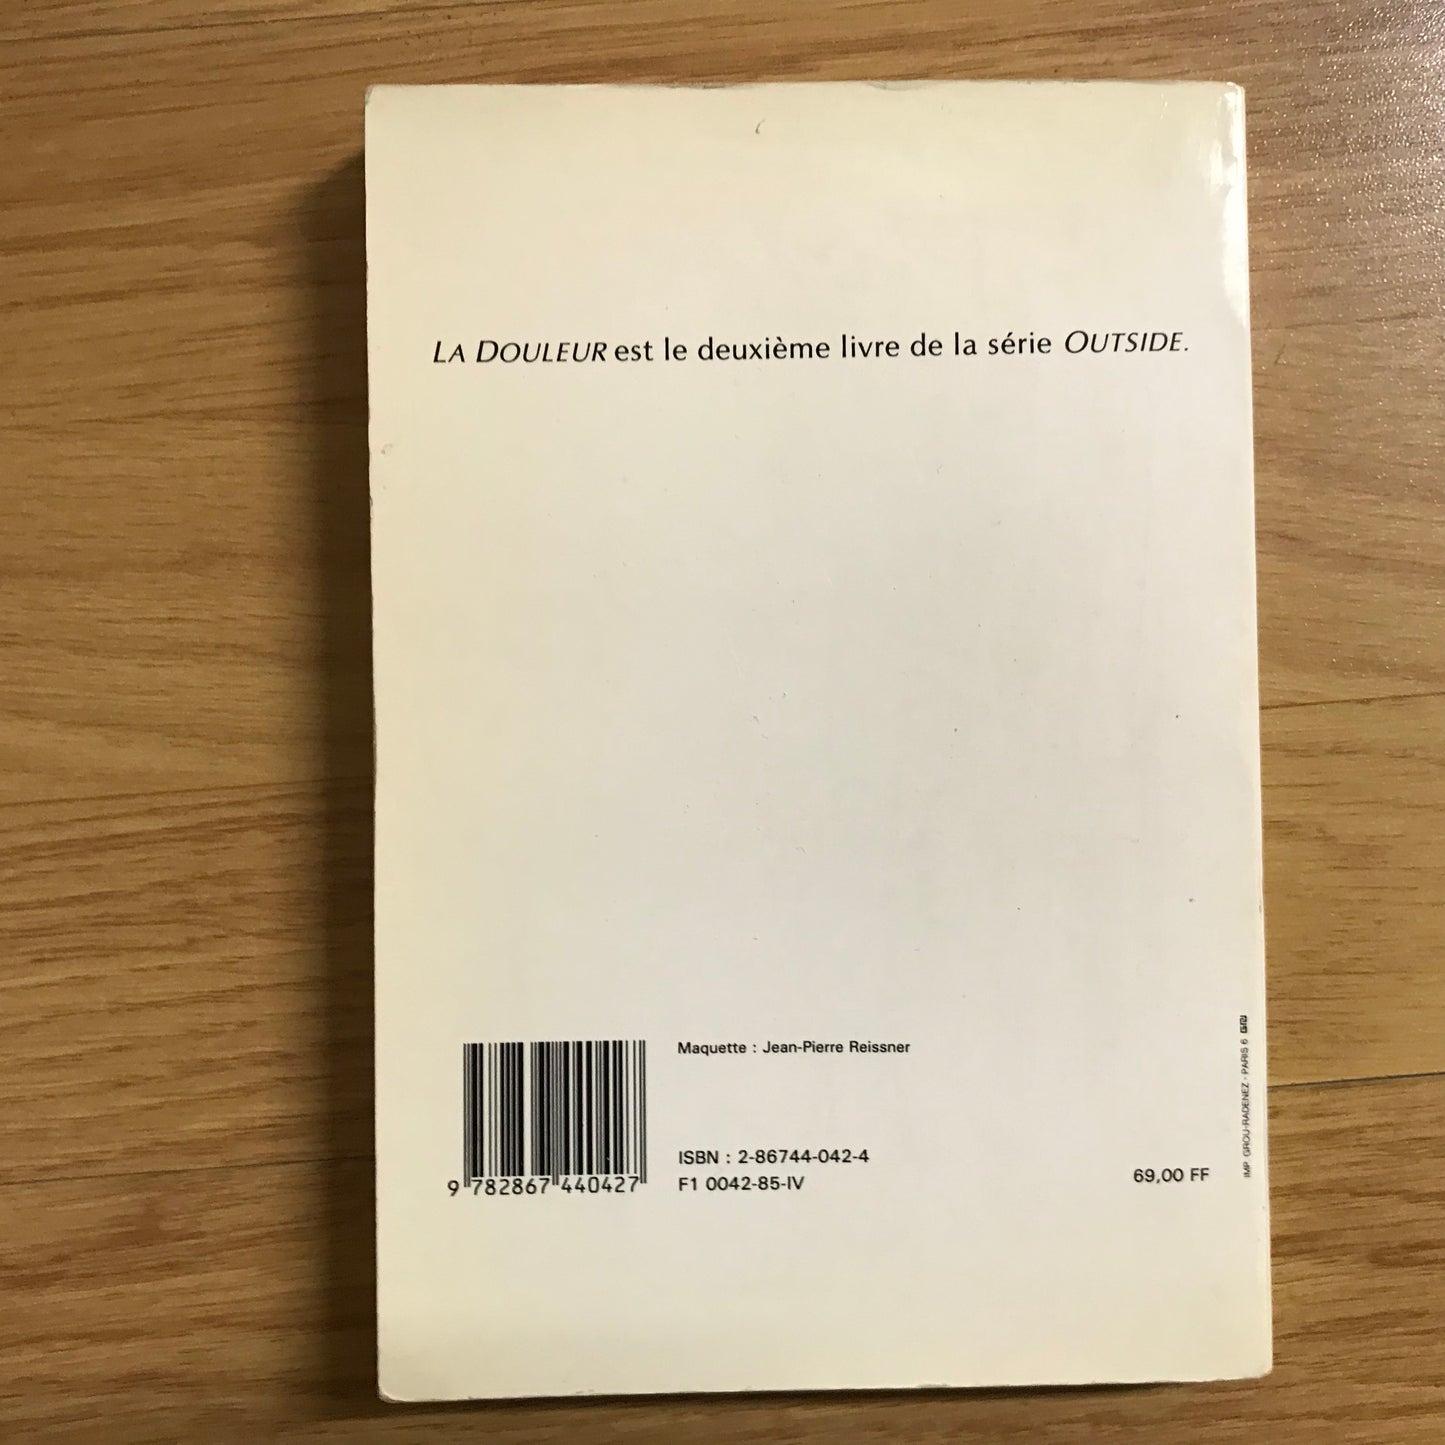 LA DOULEUR est le deuxième livre de la série OUTSIDE.
Maquette : Jean-Pierre Reissner
ISBN : 2-86744-042-4
F1 0042-85-IV
9 782867 440427
69,00 FF
IMP. GROU-RADENEZ - PARIS 6